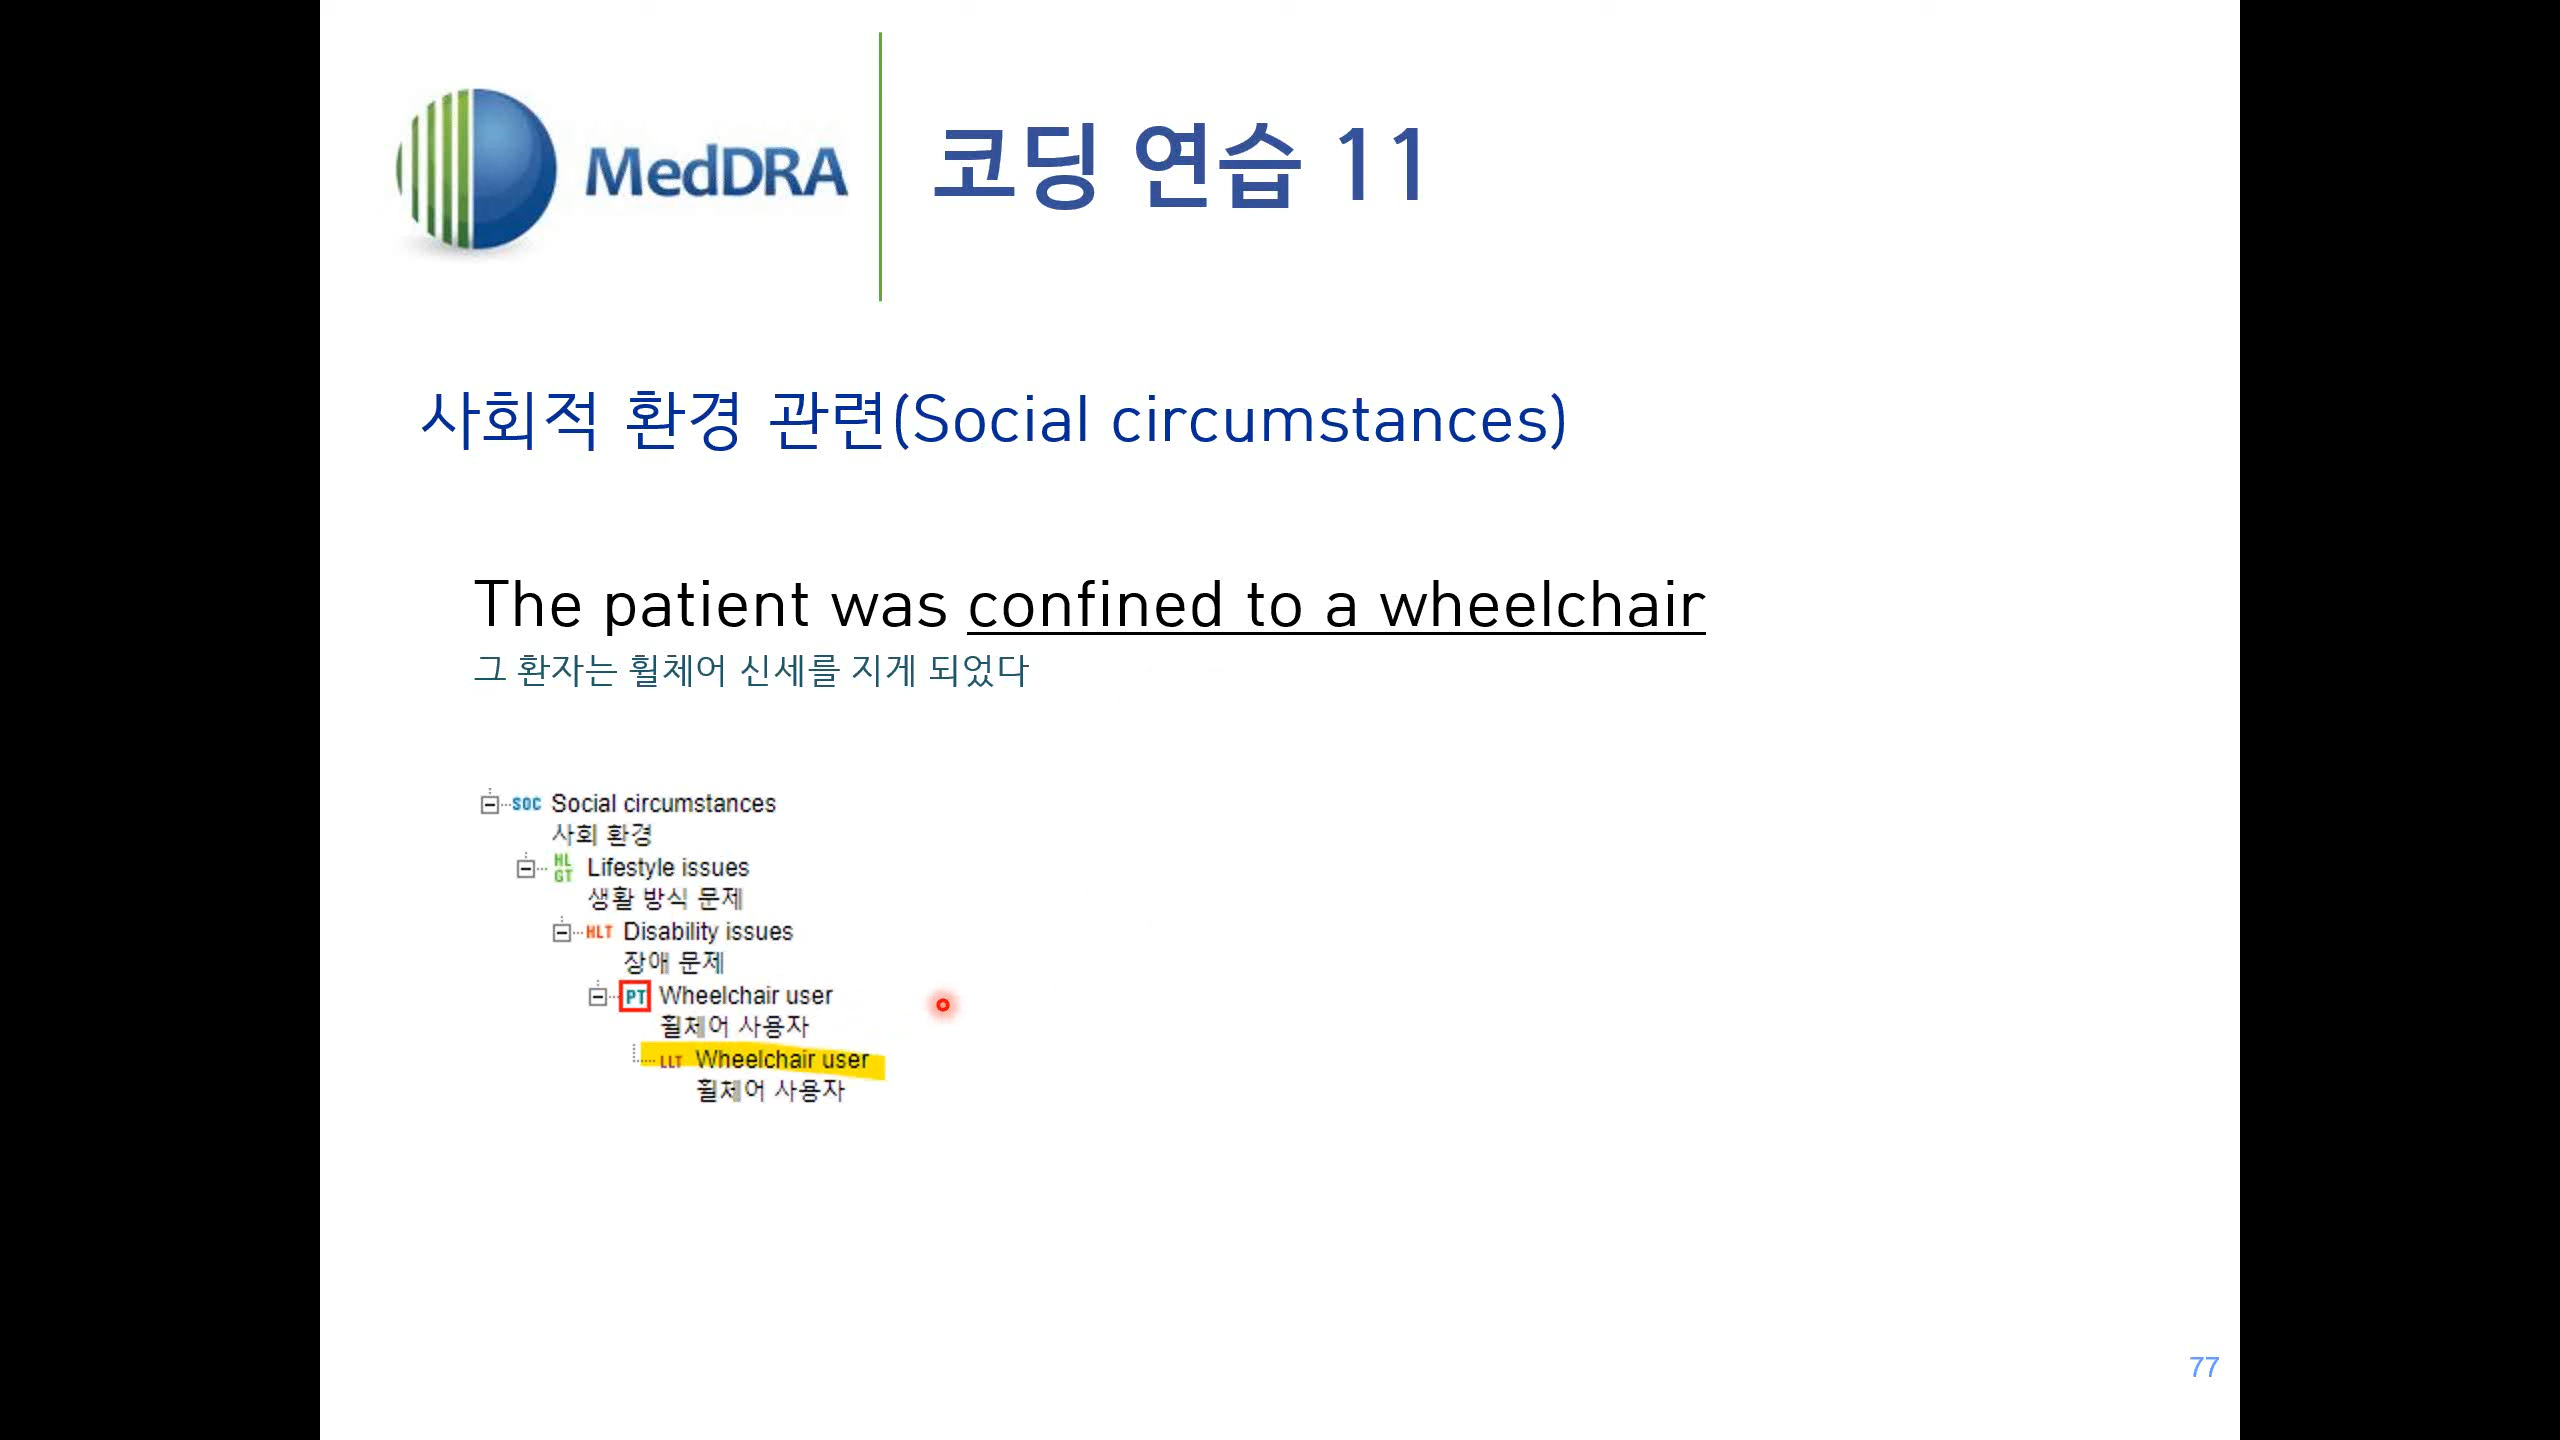 MedDRA
코딩 연습 11
사회적 환경 관련(Social circumstances)
The patient was confined to a wheelchair
그 환자는 휠체어 신세를 지게 되었다
SOC Social circumstances
사회 환경
HLGT Lifestyle issues
생활 방식 문제
HLT Disability issues
장애 문제
PT Wheelchair user
휠체어 사용자
LLT Wheelchair user
휠체어 사용자
77